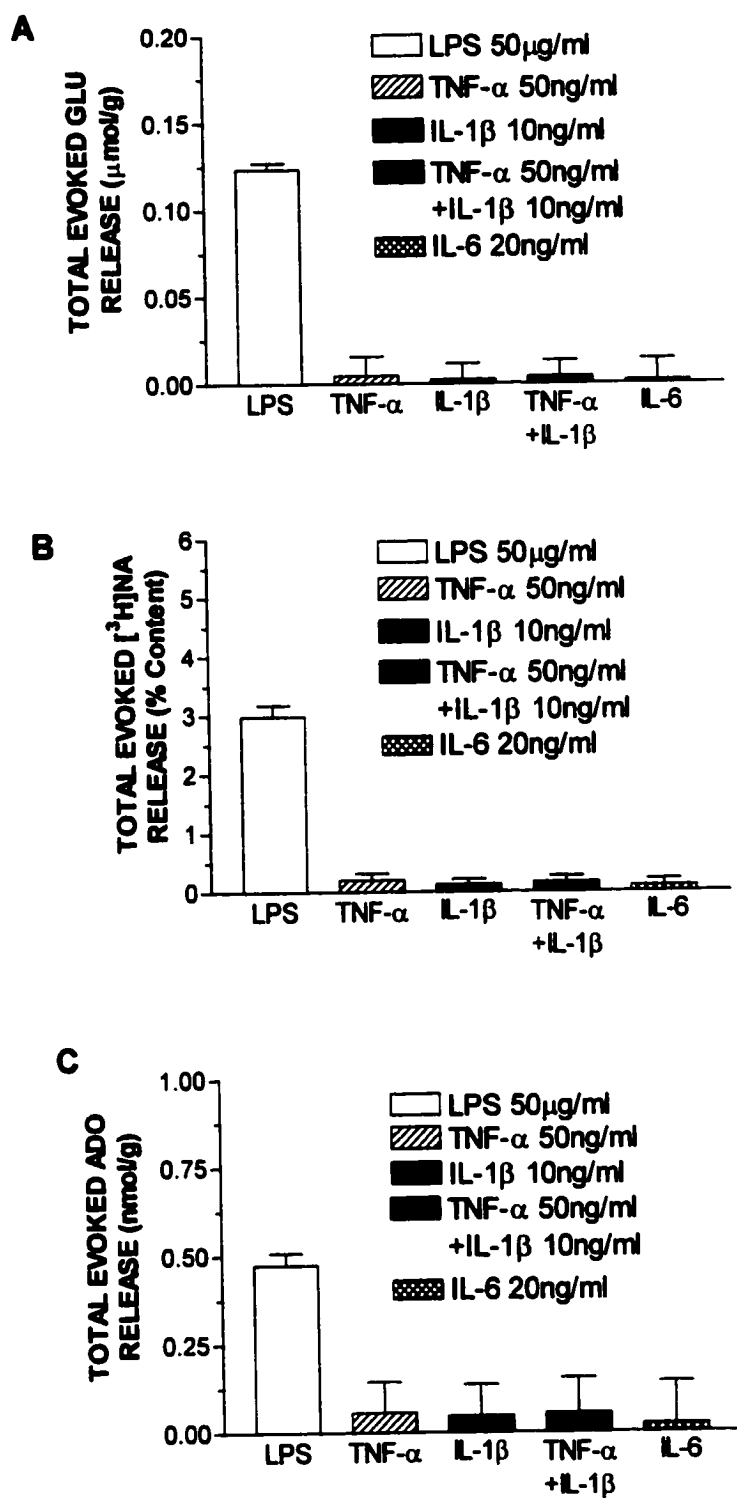 A
TOTAL EVOKED GLU
RELEASE (μmol/g)
0.20
0.15
0.10
0.05
0.00
LPS 50μg/ml
TNF-α 50ng/ml
IL-1β 10ng/ml
TNF-α 50ng/ml
+IL-1β 10ng/ml
IL-6 20ng/ml
LPS
TNF-α
IL-1β
TNF-α
+IL-1β
IL-6
B
TOTAL EVOKED [³H]NA
RELEASE (% Content)
6
5
4
3
2
1
0
LPS 50μg/ml
TNF-α 50ng/ml
IL-1β 10ng/ml
TNF-α 50ng/ml
+IL-1β 10ng/ml
IL-6 20ng/ml
LPS
TNF-α
IL-1β
TNF-α
+IL-1β
IL-6
C
TOTAL EVOKED ADO
RELEASE (nmol/g)
1.00
0.75
0.50
0.25
0.00
LPS 50μg/ml
TNF-α 50ng/ml
IL-1β 10ng/ml
TNF-α 50ng/ml
+IL-1β 10ng/ml
IL-6 20ng/ml
LPS
TNF-α
IL-1β
TNF-α
+IL-1β
IL-6